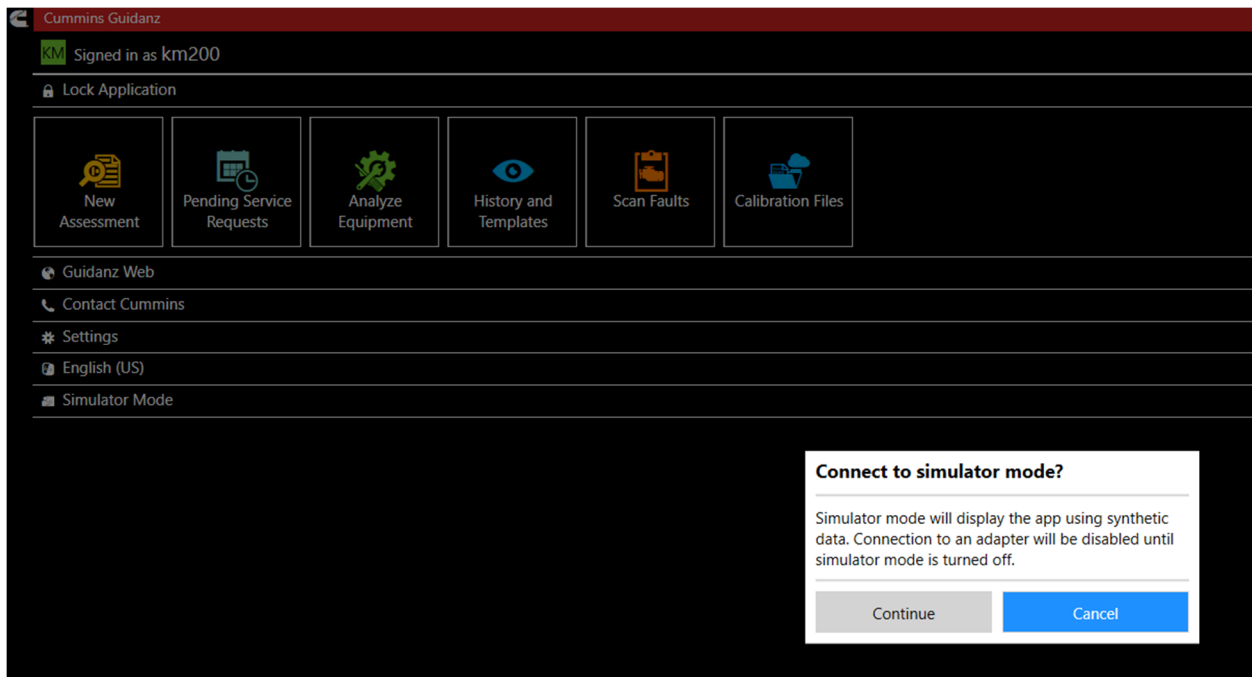 Cummins Guidanz
KM Signed in as km200
Lock Application
New
Assessment
Pending Service
Requests
Analyze
Equipment
History and
Templates
Scan Faults
Calibration Files
Guidanz Web
Contact Cummins
Settings
English (US)
Simulator Mode
Connect to simulator mode?
Simulator mode will display the app using synthetic
data. Connection to an adapter will be disabled until
simulator mode is turned off.
Continue
Cancel